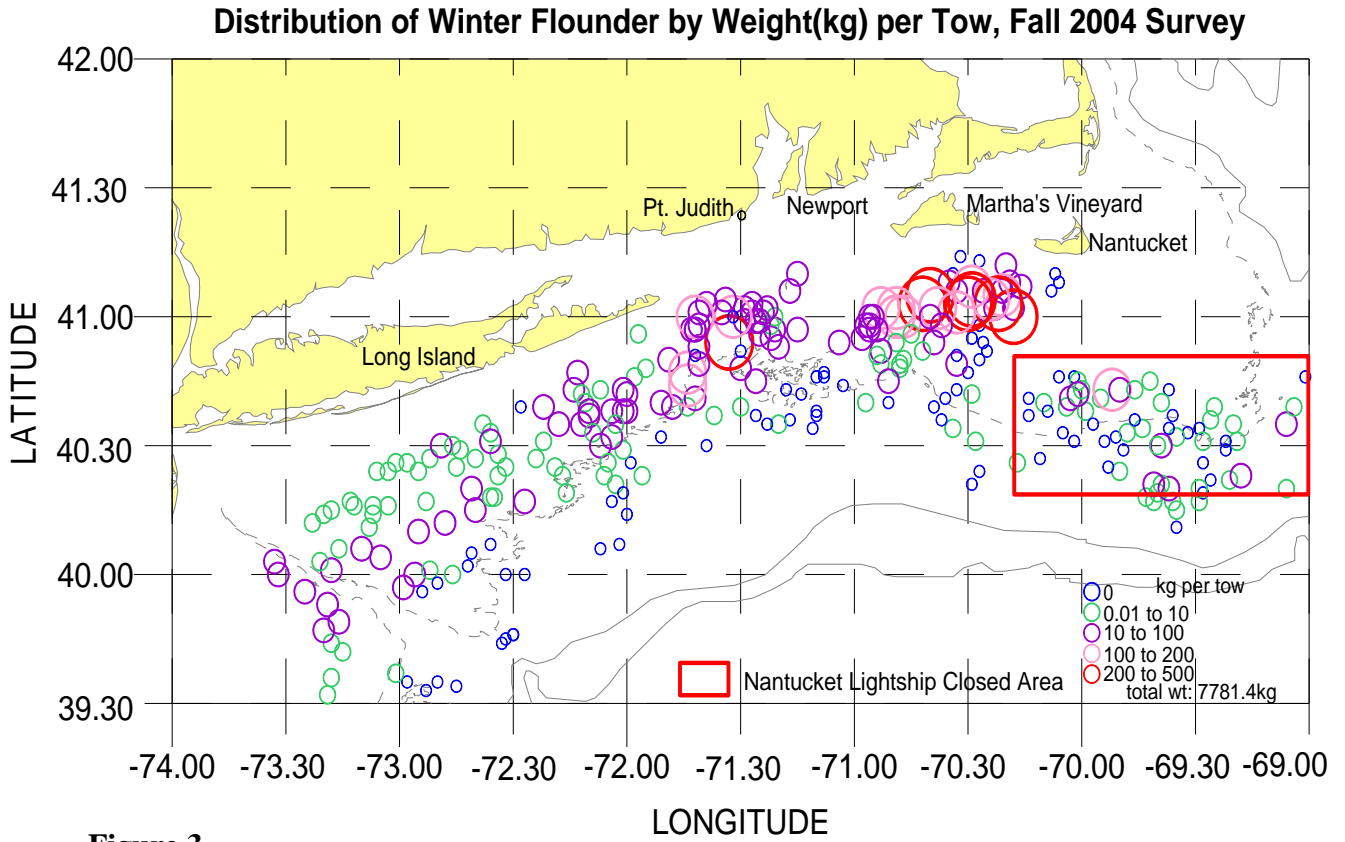 Distribution of Winter Flounder by Weight(kg) per Tow, Fall 2004 Survey
42.00
41.30
41.00
40.30
40.00
39.30
LATITUDE
Pt. Judith
Newport
Martha's Vineyard
Nantucket
Long Island
kg per tow
0
0.01 to 10
10 to 100
100 to 200
200 to 500
total wt: 7781.4kg
Nantucket Lightship Closed Area
-74.00 -73.30 -73.00 -72.30 -72.00 -71.30 -71.00 -70.30 -70.00 -69.30 -69.00
LONGITUDE
Figure 3